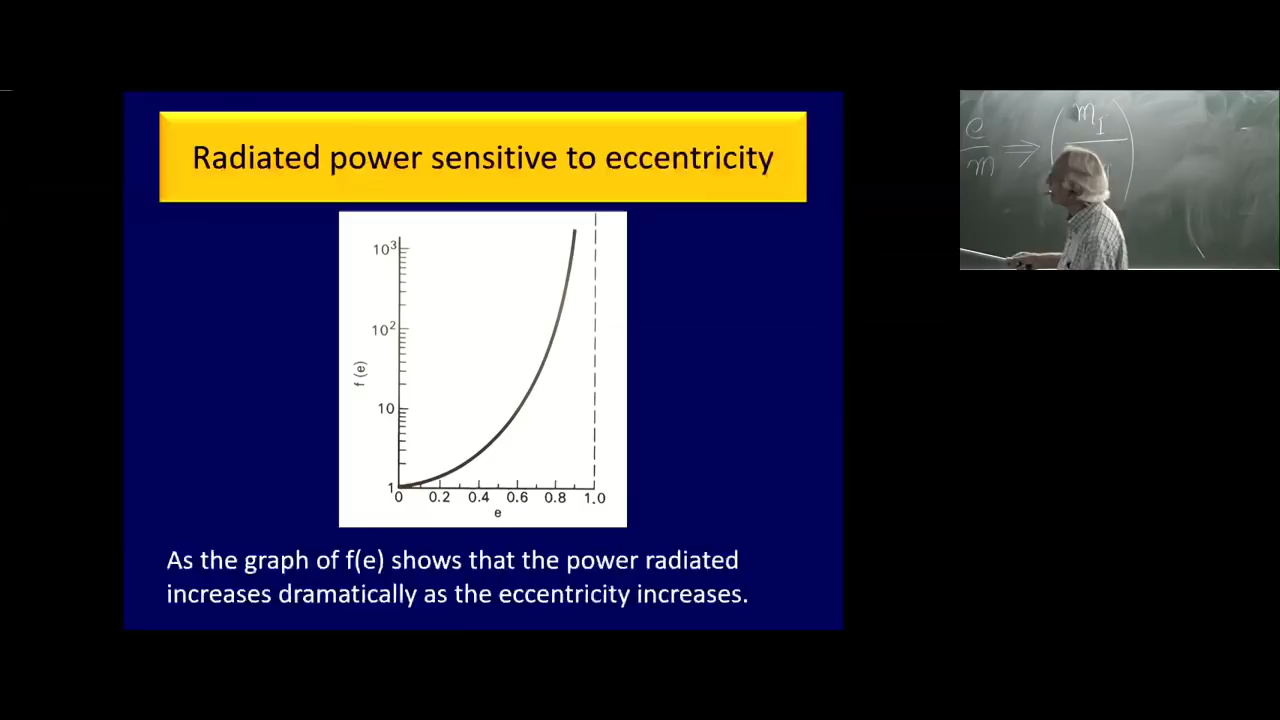 Radiated power sensitive to eccentricity
10³
10²
f (e)
10
1
0 0.2 0.4 0.6 0.8 1.0
e
As the graph of f(e) shows that the power radiated
increases dramatically as the eccentricity increases.
e/m ⇒ (m_I/